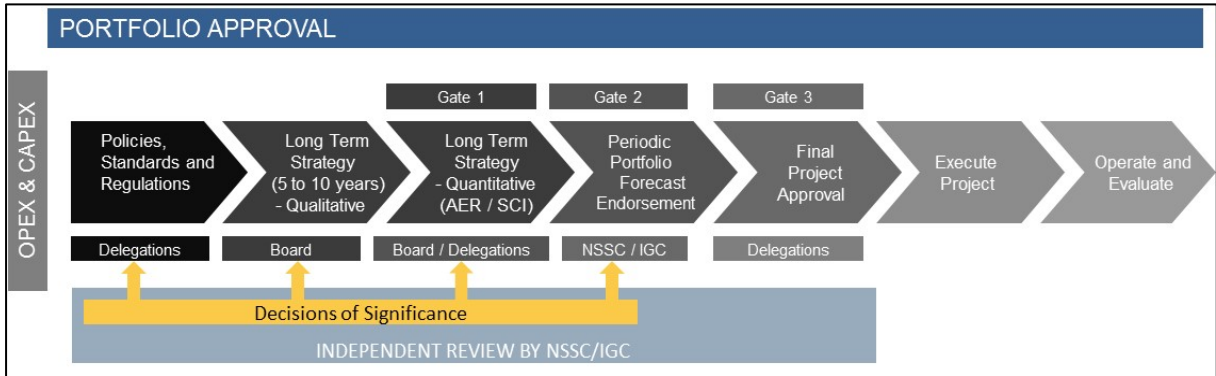 PORTFOLIO APPROVAL
OPEX & CAPEX
Gate 1
Gate 2
Gate 3
Policies,
Standards and
Regulations
Long Term
Strategy
(5 to 10 years)
- Qualitative
Long Term
Strategy
- Quantitative
(AER / SCI)
Periodic
Portfolio
Forecast
Endorsement
Final
Project
Approval
Execute
Project
Operate and
Evaluate
Delegations
Board
Board / Delegations
NSSC / IGC
Delegations
Decisions of Significance
INDEPENDENT REVIEW BY NSSC/IGC